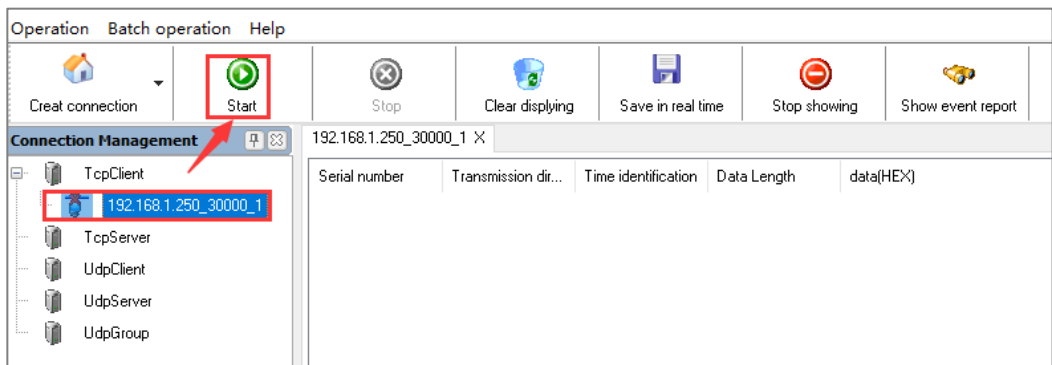 Operation Batch operation Help
Creat connection Start Stop Clear displying Save in real time Stop showing Show event report
Connection Management
192.168.1.250_30000_1 X
TcpClient
192.168.1.250_30000_1
TcpServer
UdpClient
UdpServer
UdpGroup
Serial number Transmission dir... Time identification Data Length data(HEX)